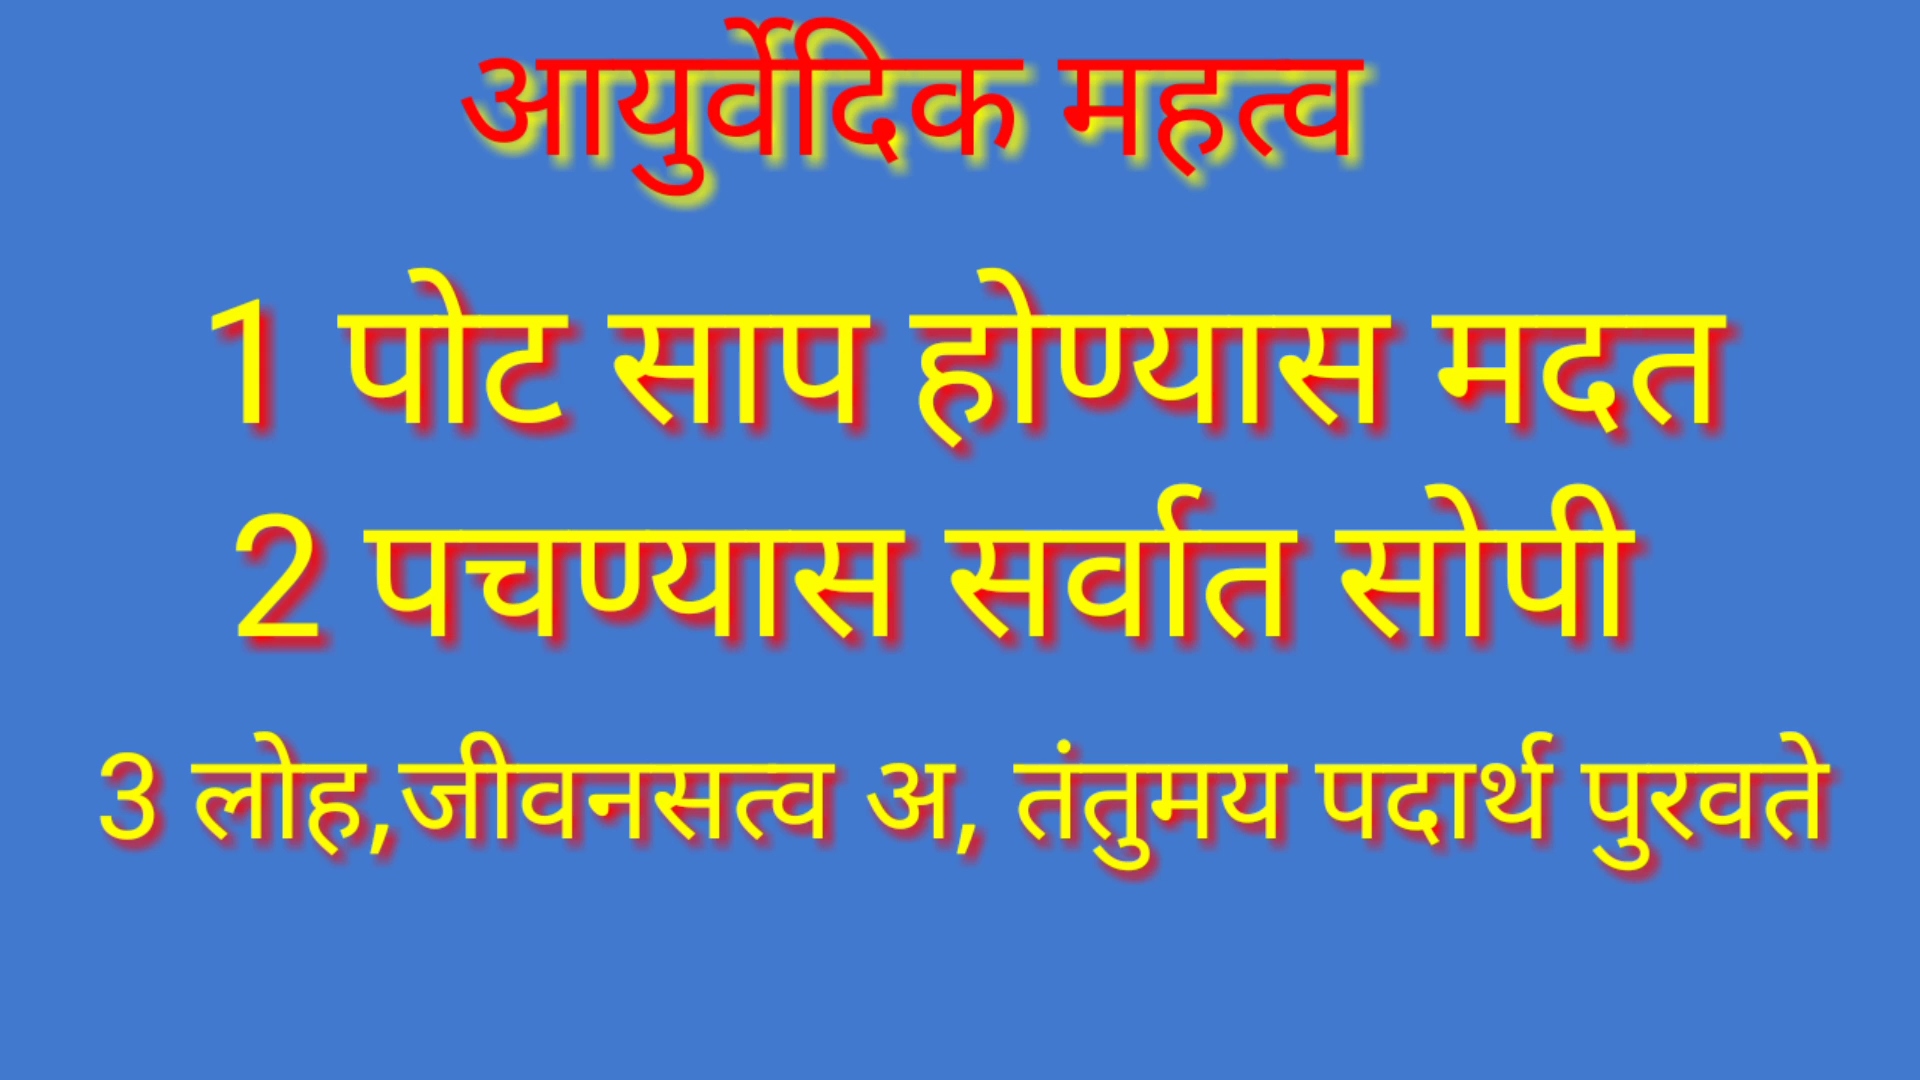 आयुर्वेदिक महत्व
1 पोट साप होण्यास मदत
2 पचण्यास सर्वात सोपी
3 लोह,जीवनसत्व अ, तंतुमय पदार्थ पुरवते